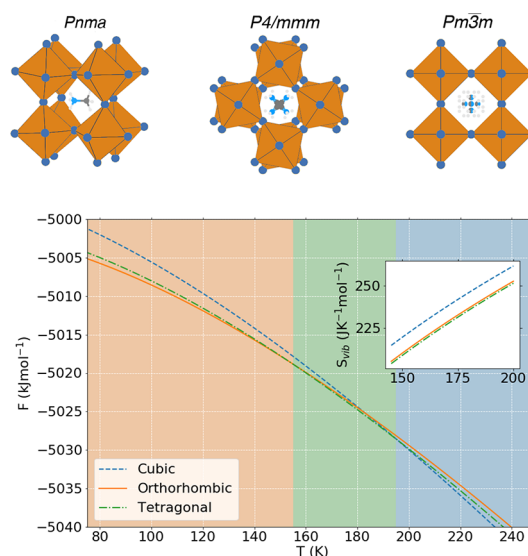 Pnma P4/mmm Pm3̅m
−5000
−5005
−5010
−5015
−5020
−5025
−5030
−5035
−5040
F (kJmol⁻¹)
80 100 120 140 160 180 200 220 240
T (K)
Cubic
Orthorhombic
Tetragonal
250
225
S_vib (JK⁻¹mol⁻¹)
150 175 200